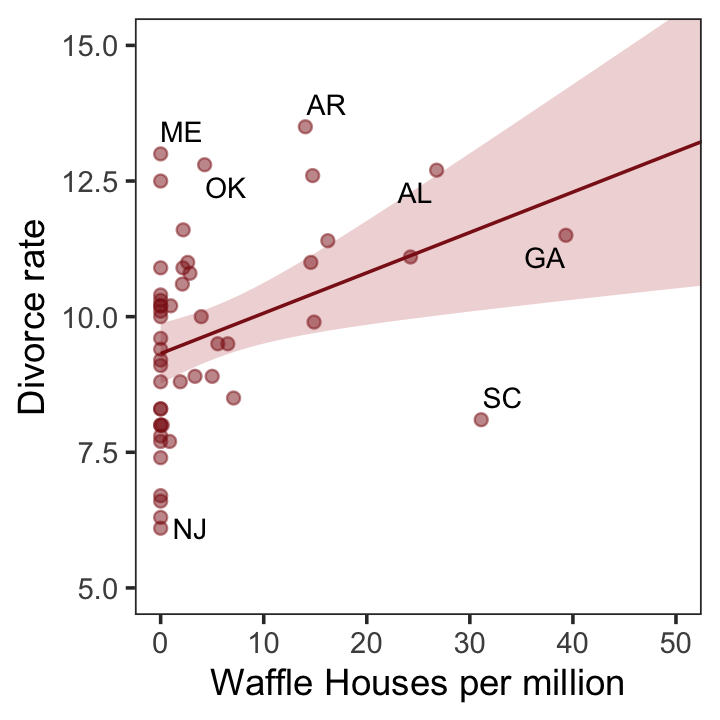 15.0
12.5
10.0
7.5
5.0
Divorce rate
ME
AR
OK
AL
GA
SC
NJ
0 10 20 30 40 50
Waffle Houses per million